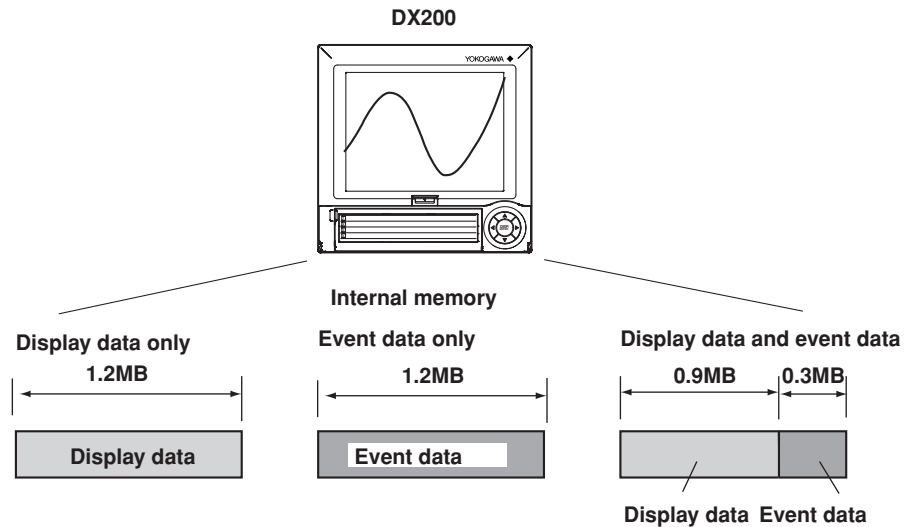 DX200
YOKOGAWA
Internal memory
Display data only
1.2MB
Display data
Event data only
1.2MB
Event data
Display data and event data
0.9MB 0.3MB
Display data Event data